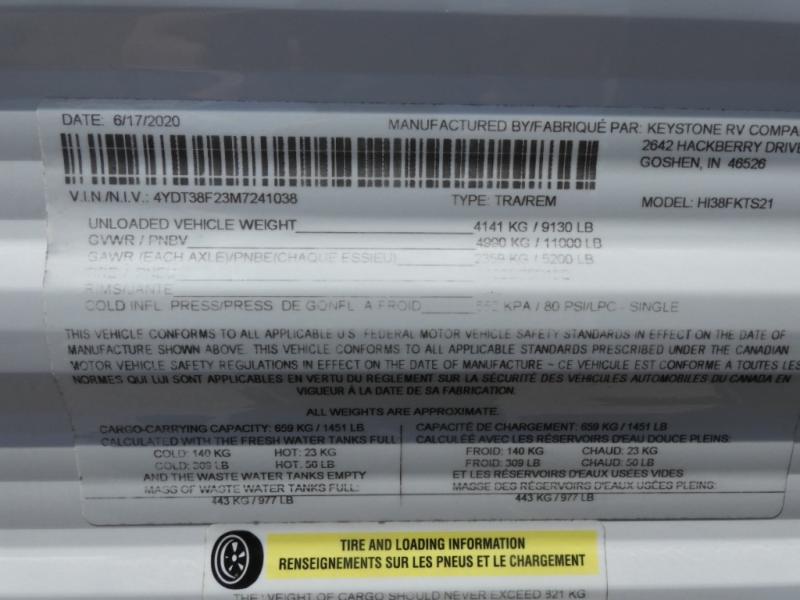 DATE: 6/17/2020
MANUFACTURED BY/FABRIQUÉ PAR: KEYSTONE RV COMPA
2642 HACKBERRY DRIVE
GOSHEN, IN 46526
V.I.N /N.I.V.: 4YDT38F23M7241038 TYPE: TRA/REM MODEL: HI38FKTS21
UNLOADED VEHICLE WEIGHT 4141 KG / 9130 LB
GVWR / PNBV 4990 KG / 11000 LB
GAWR (EACH AXLE)/PNBE(CHAQUE ESSIEU) 2359 KG / 5200 LB
RIMS/JANTE
COLD INFL. PRESS/PRESS. DE GONFL A FROID 552 KPA / 80 PSI/LPC - SINGLE
THIS VEHICLE CONFORMS TO ALL APPLICABLE U.S. FEDERAL MOTOR VEHICLE SAFETY STANDARDS IN EFFECT ON THE DATE OF
MANUFACTURE SHOWN ABOVE. THIS VEHICLE CONFORMS TO ALL APPLICABLE STANDARDS PRESCRIBED UNDER THE CANADIAN
MOTOR VEHICLE SAFETY REGULATIONS IN EFFECT ON THE DATE OF MANUFACTURE - CE VEHICULE EST CONFORME A TOUTES LES
NORMES QUI LUI SONT APPLICABLES EN VERTU DU REGLEMENT SUR LA SÉCURITÉ DES VEHICULES AUTOMOBILES DU CANADA EN
VIGUEUR À LA DATE DE SA FABRICATION.
ALL WEIGHTS ARE APPROXIMATE.
CARGO-CARRYING CAPACITY: 659 KG / 1451 LB
CALCULATED WITH THE FRESH WATER TANKS FULL
COLD: 140 KG HOT: 23 KG
COLD: 309 LB HOT: 50 LB
AND THE WASTE WATER TANKS EMPTY
MASS OF WASTE WATER TANKS FULL:
443 KG / 977 LB
CAPACITÉ DE CHARGEMENT: 659 KG / 1451 LB
CALCULÉE AVEC LES RÉSERVOIRS D'EAU DOUCE PLEINS:
FROID: 140 KG CHAUD: 23 KG
FROID: 309 LB CHAUD: 50 LB
ET LES RÉSERVOIRS D'EAUX USÉES VIDES
MASSE DES RÉSERVOIRS D'EAUX USÉES PLEINS:
443 KG / 977 LB
TIRE AND LOADING INFORMATION
RENSEIGNEMENTS SUR LES PNEUS ET LE CHARGEMENT
THE WEIGHT OF CARGO SHOULD NEVER EXCEED 821 KG